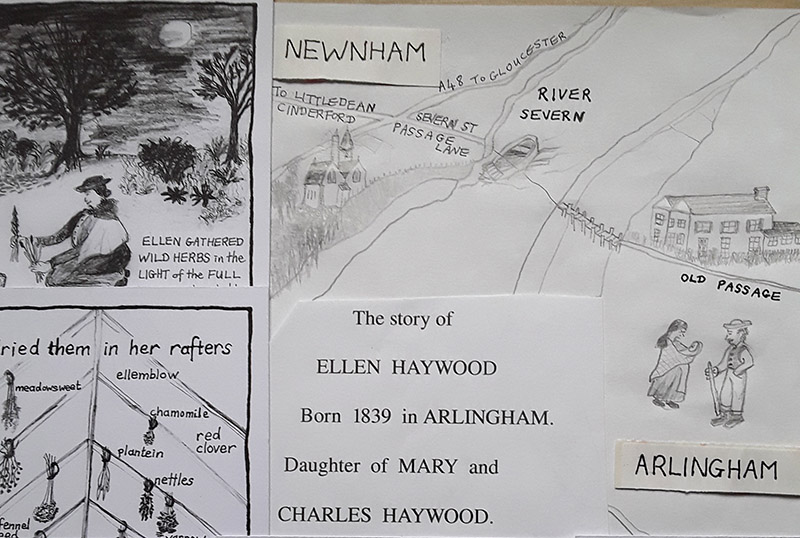 ELLEN GATHERED
WILD HERBS in the
LIGHT of the FULL
ried them in her rafters
meadowsweat
ellemblow
chamomile
red
clover
plantein
nettles
fennel
NEWNHAM
A48 TO GLOUCESTER
TO LITTLEDEAN
CINDERFORD
SEVERN ST
PASSAGE
LANE
RIVER
SEVERN
OLD PASSAGE
ARLINGHAM
The story of
ELLEN HAYWOOD
Born 1839 in ARLINGHAM.
Daughter of MARY and
CHARLES HAYWOOD.